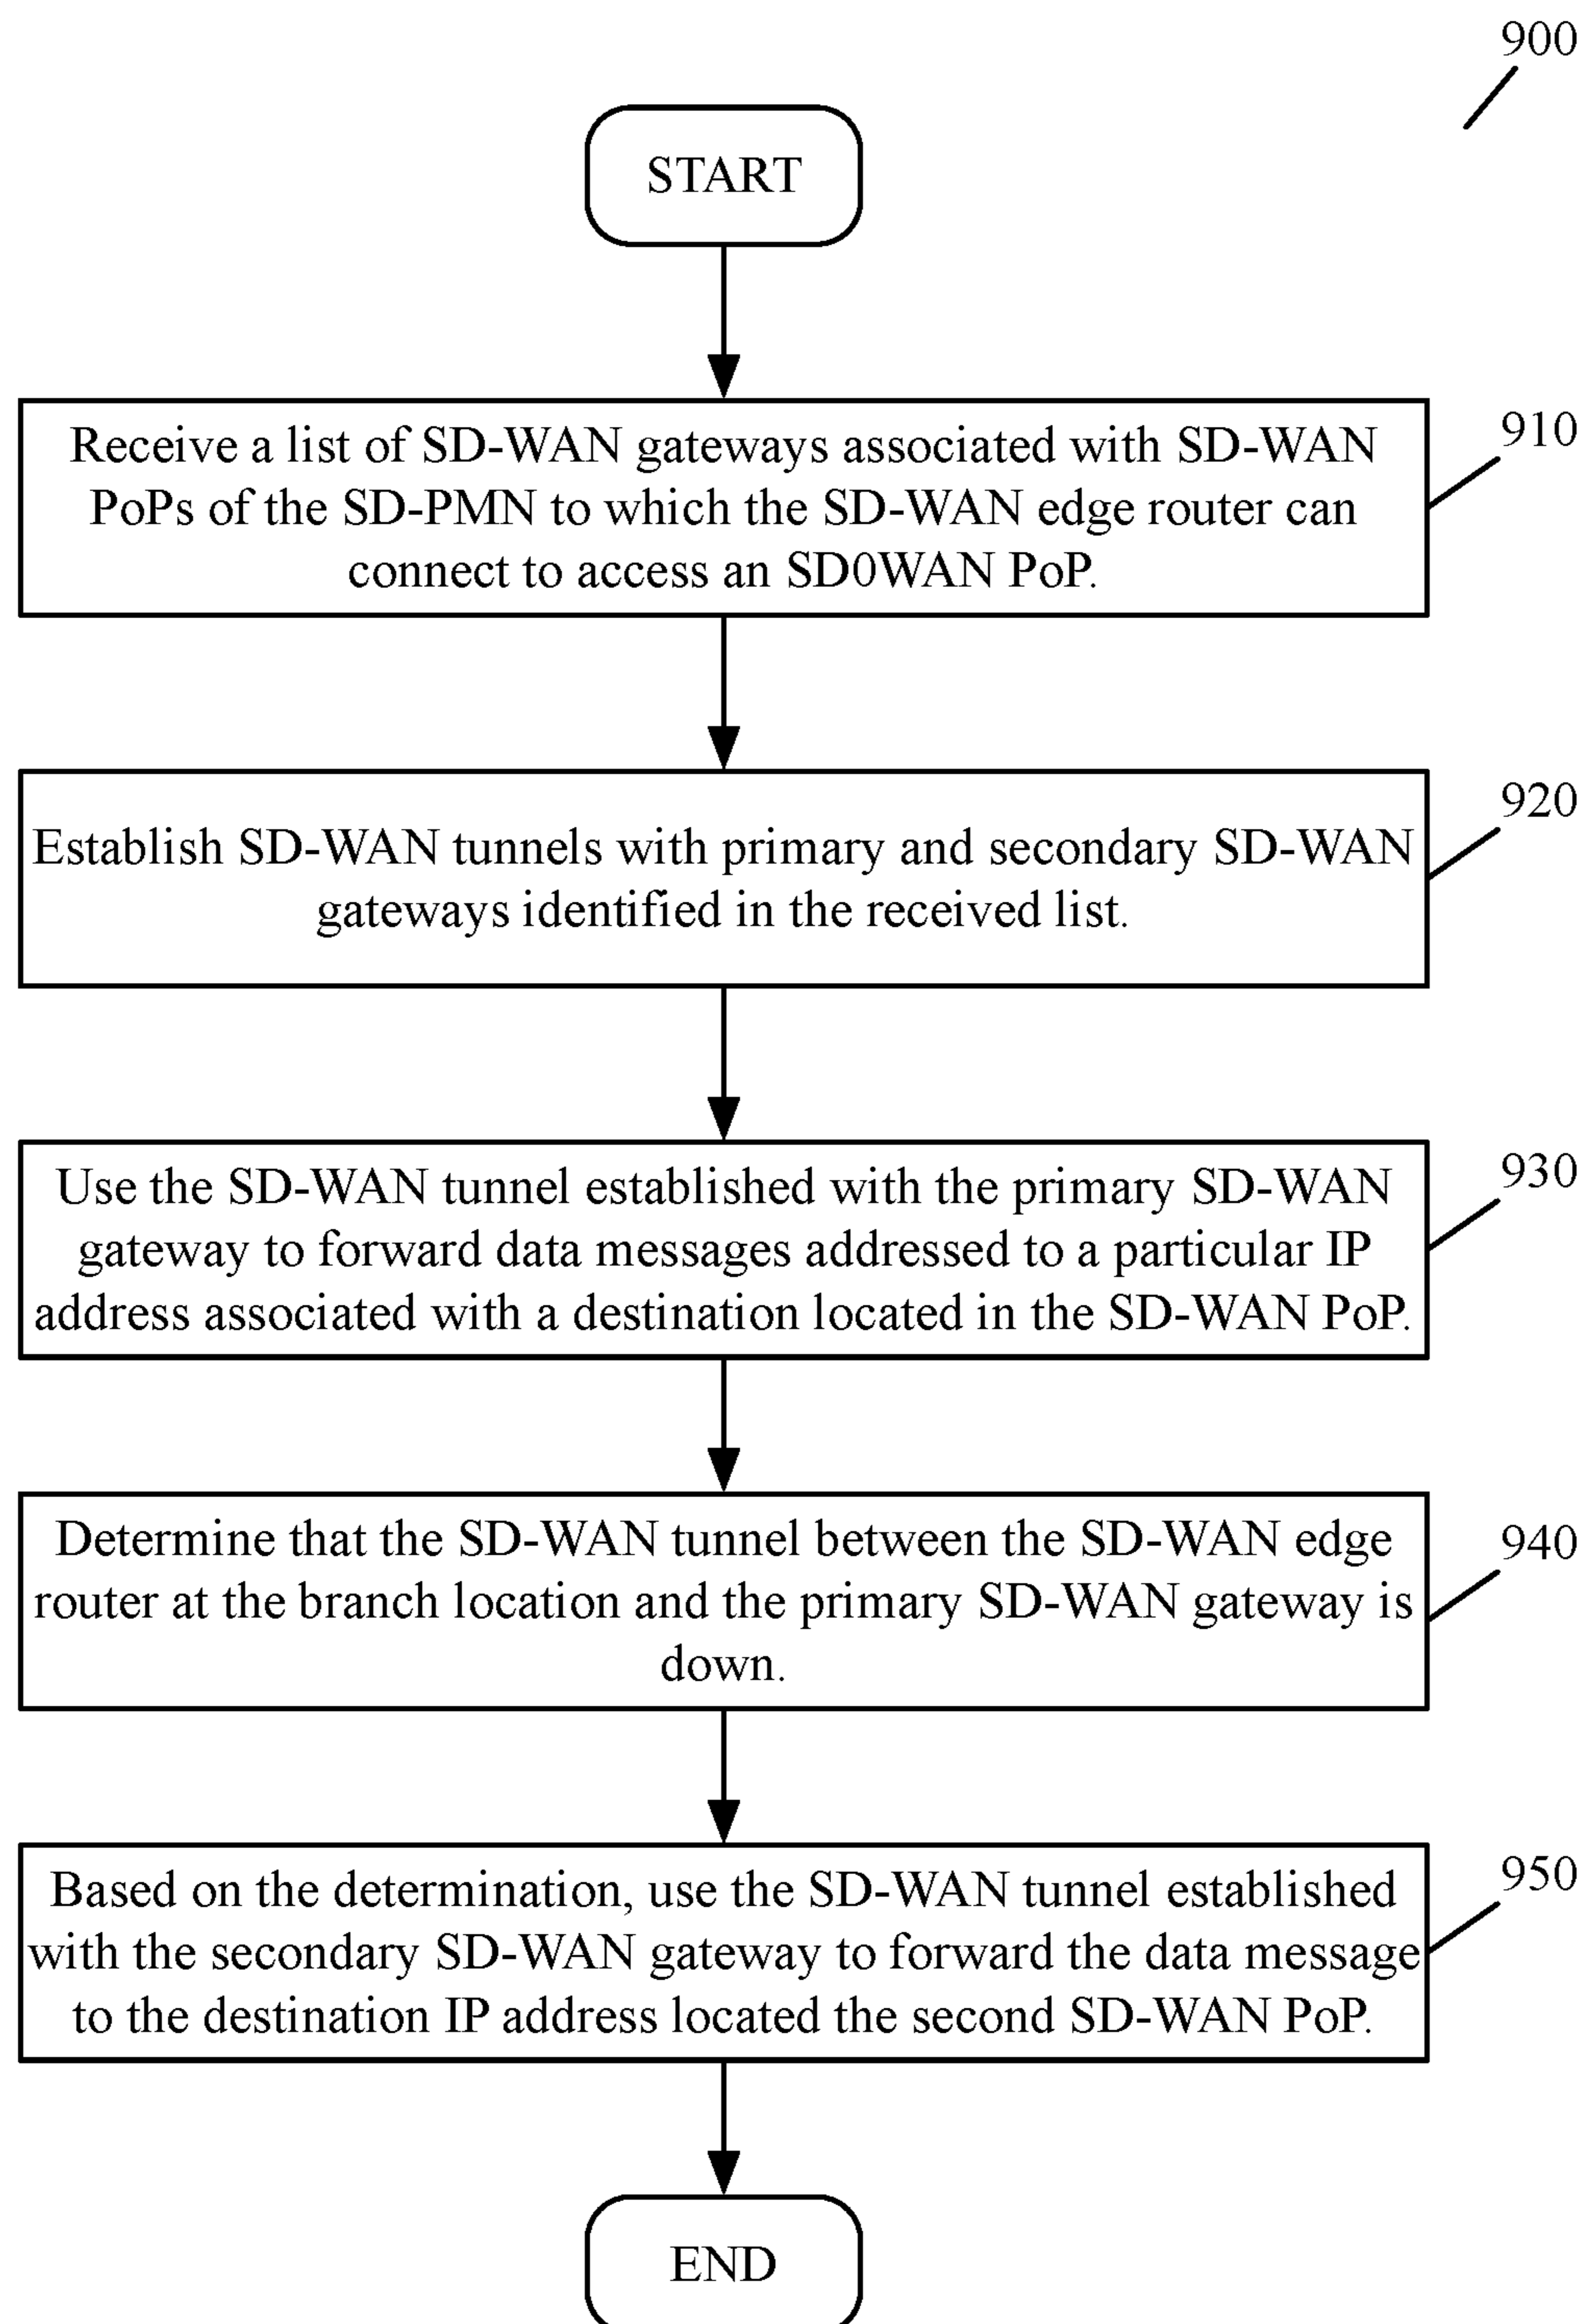 900
START
Receive a list of SD-WAN gateways associated with SD-WAN
PoPs of the SD-PMN to which the SD-WAN edge router can
connect to access an SD0WAN PoP.
910
Establish SD-WAN tunnels with primary and secondary SD-WAN
gateways identified in the received list.
920
Use the SD-WAN tunnel established with the primary SD-WAN
gateway to forward data messages addressed to a particular IP
address associated with a destination located in the SD-WAN PoP.
930
Determine that the SD-WAN tunnel between the SD-WAN edge
router at the branch location and the primary SD-WAN gateway is
down.
940
Based on the determination, use the SD-WAN tunnel established
with the secondary SD-WAN gateway to forward the data message
to the destination IP address located the second SD-WAN PoP.
950
END